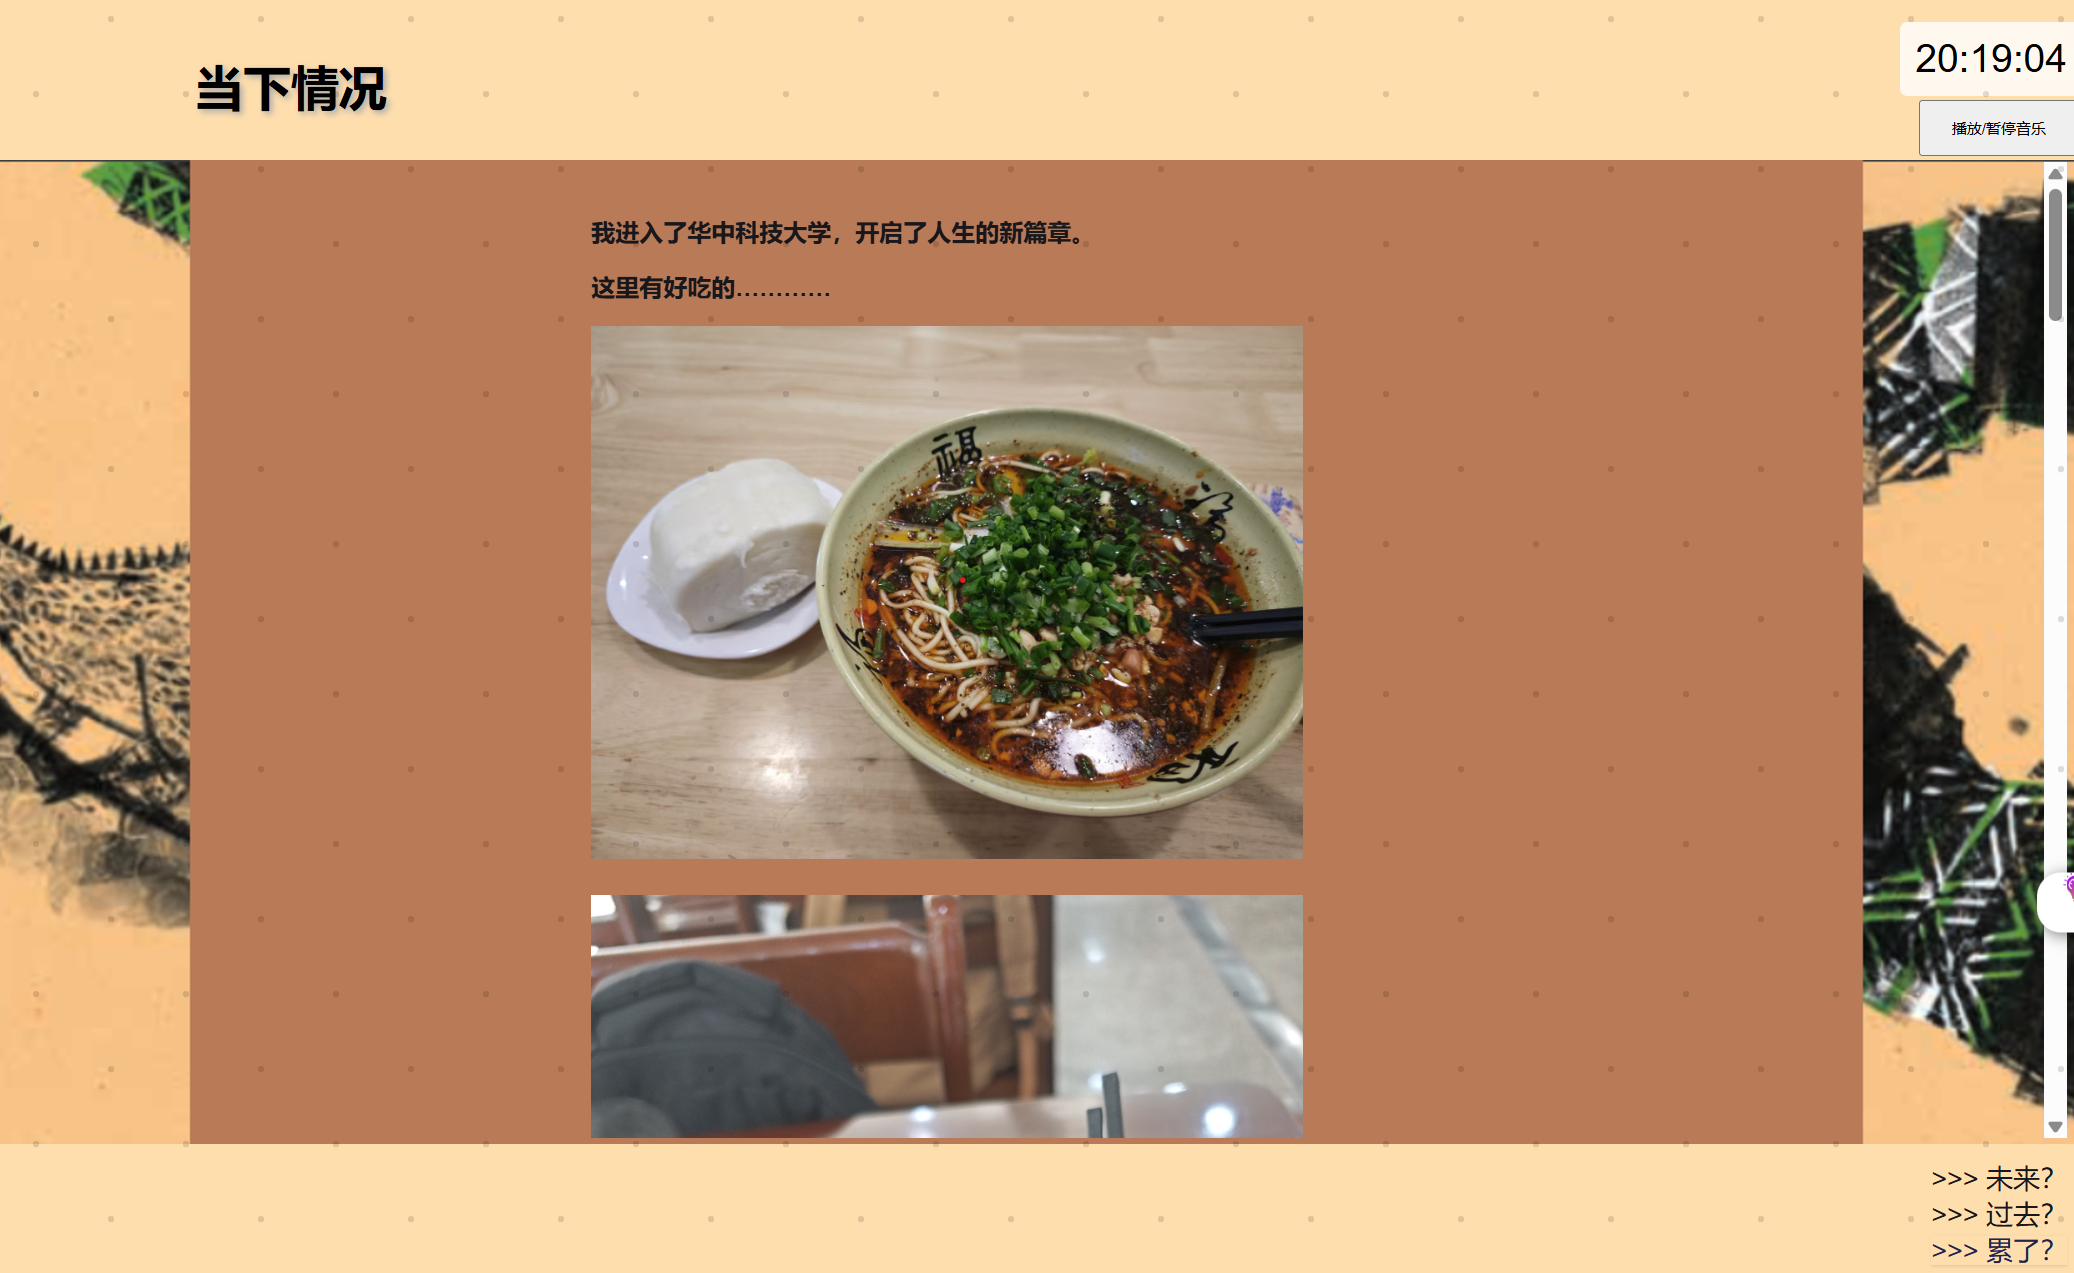 当下情况
20:19:04
播放/暂停音乐
我进入了华中科技大学，开启了人生的新篇章。
这里有好吃的…………
福
>>> 未来?
>>> 过去?
>>> 累了?